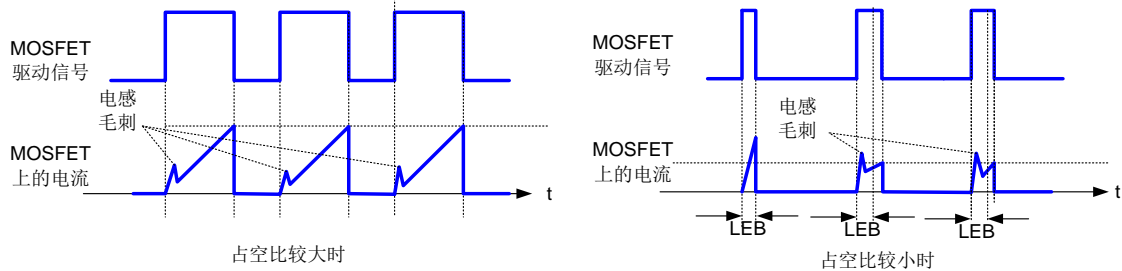 MOSFET
驱动信号
电感
毛刺
MOSFET
上的电流
t
占空比较大时
MOSFET
驱动信号
电感
毛刺
MOSFET
上的电流
t
LEB
LEB
LEB
占空比较小时